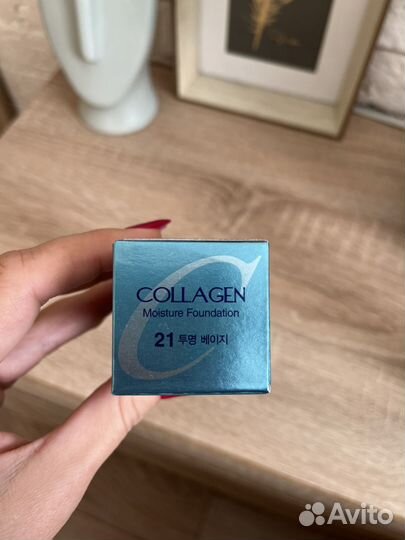 COLLAGEN
Moisture Foundation
21 투명 베이지
Avito